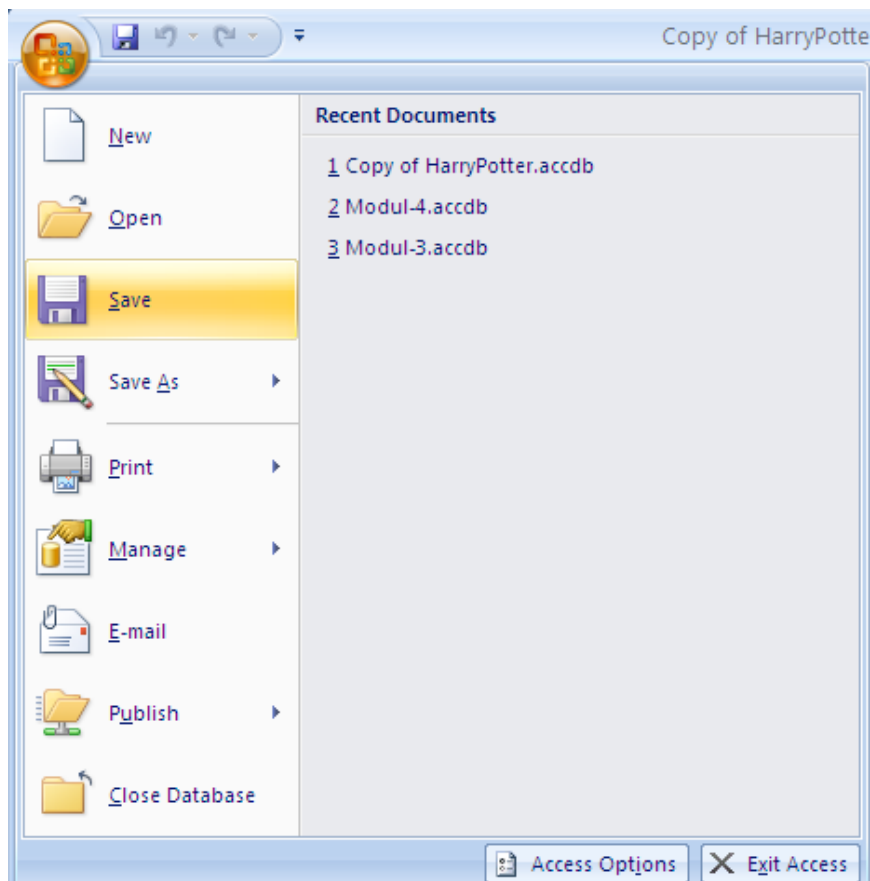 Copy of HarryPotte
New
Open
Save
Save As
Print
Manage
E-mail
Publish
Close Database
Recent Documents
1 Copy of HarryPotter.accdb
2 Modul-4.accdb
3 Modul-3.accdb
Access Options
Exit Access